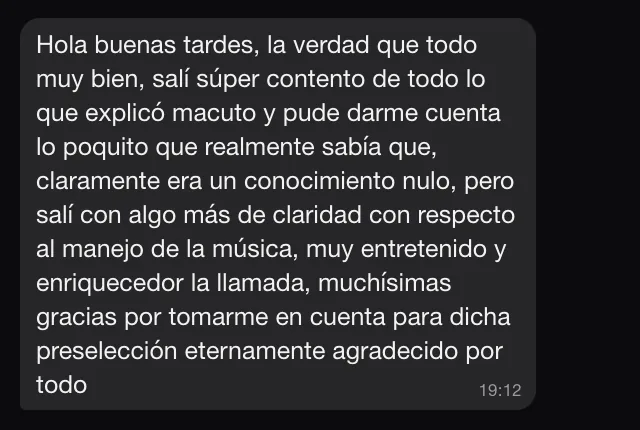 Hola buenas tardes, la verdad que todo
muy bien, salí súper contento de todo lo
que explicó macuto y pude darme cuenta
lo poquito que realmente sabía que,
claramente era un conocimiento nulo, pero
salí con algo más de claridad con respecto
al manejo de la música, muy entretenido y
enriquecedor la llamada, muchísimas
gracias por tomarme en cuenta para dicha
preselección eternamente agradecido por
todo
19:12